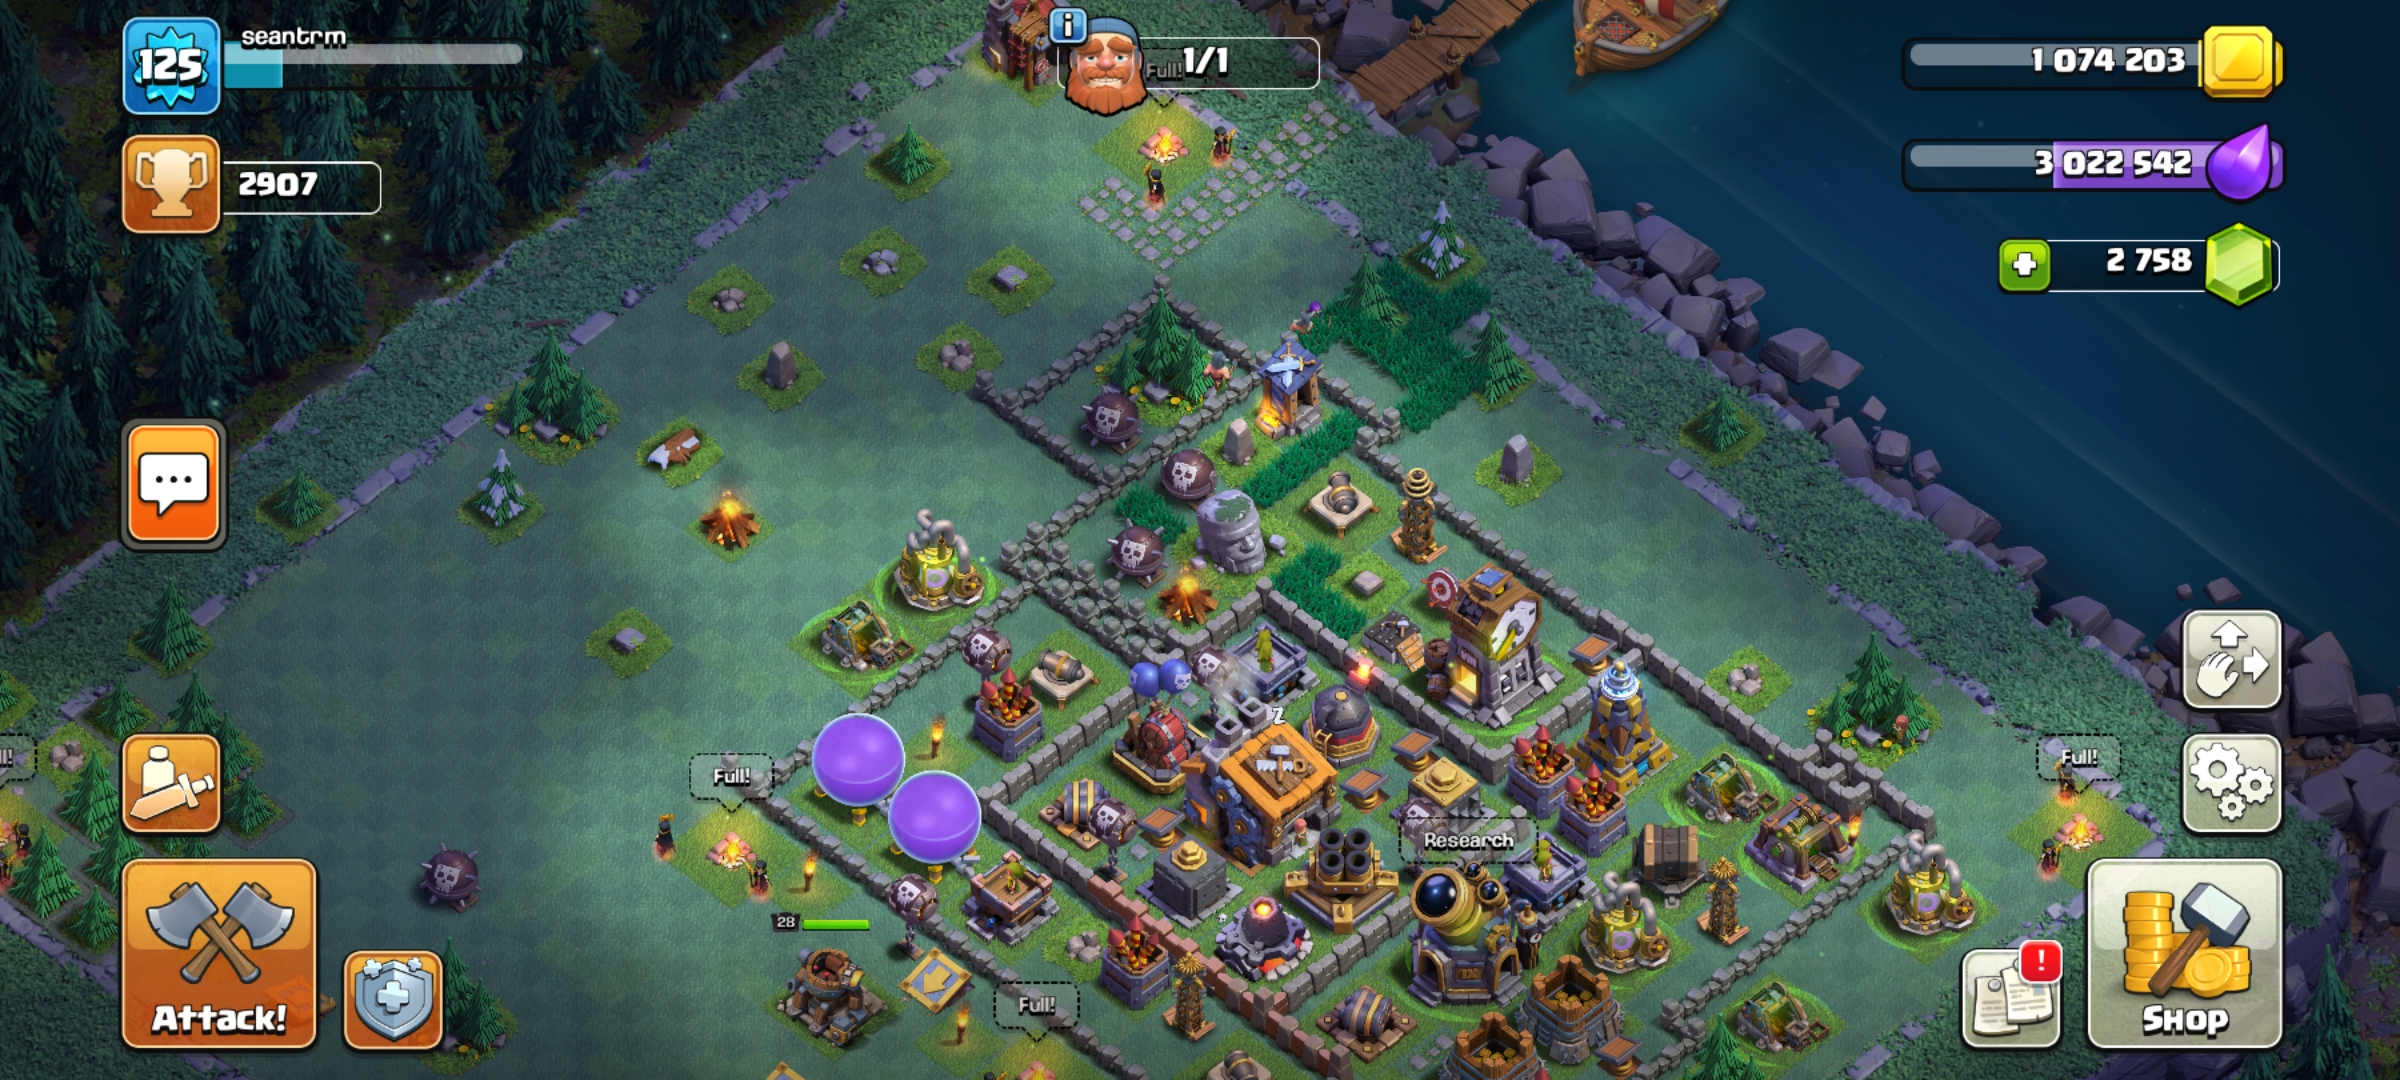 125
seantrm
2907
Full! 1/1
1 074 203
3 022 542
2 758
Full!
Full!
Research
28
Full!
Attack!
Shop